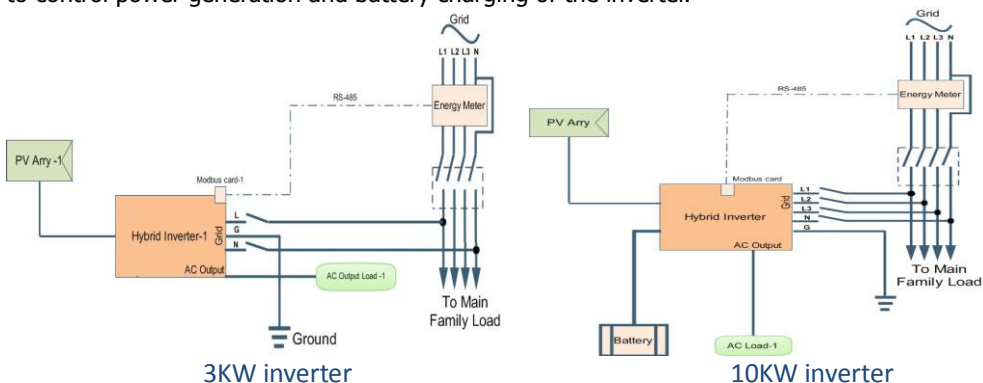 to control power generation and battery charging of the inverter.
Grid
L1 L2 L3 N
RS-485
Energy Meter
PV Arry -1
Modbus card-1
Hybrid Inverter-1
Grid
L
G
N
AC Output
AC Output Load -1
To Main
Family Load
Ground
3KW inverter
Grid
L1 L2 L3 N
RS-485
Energy Meter
PV Arry
Modbus card
Hybrid Inverter
Grid
L1
L2
L3
N
G
AC Output
To Main
Family Load
Battery
AC Load-1
10KW inverter